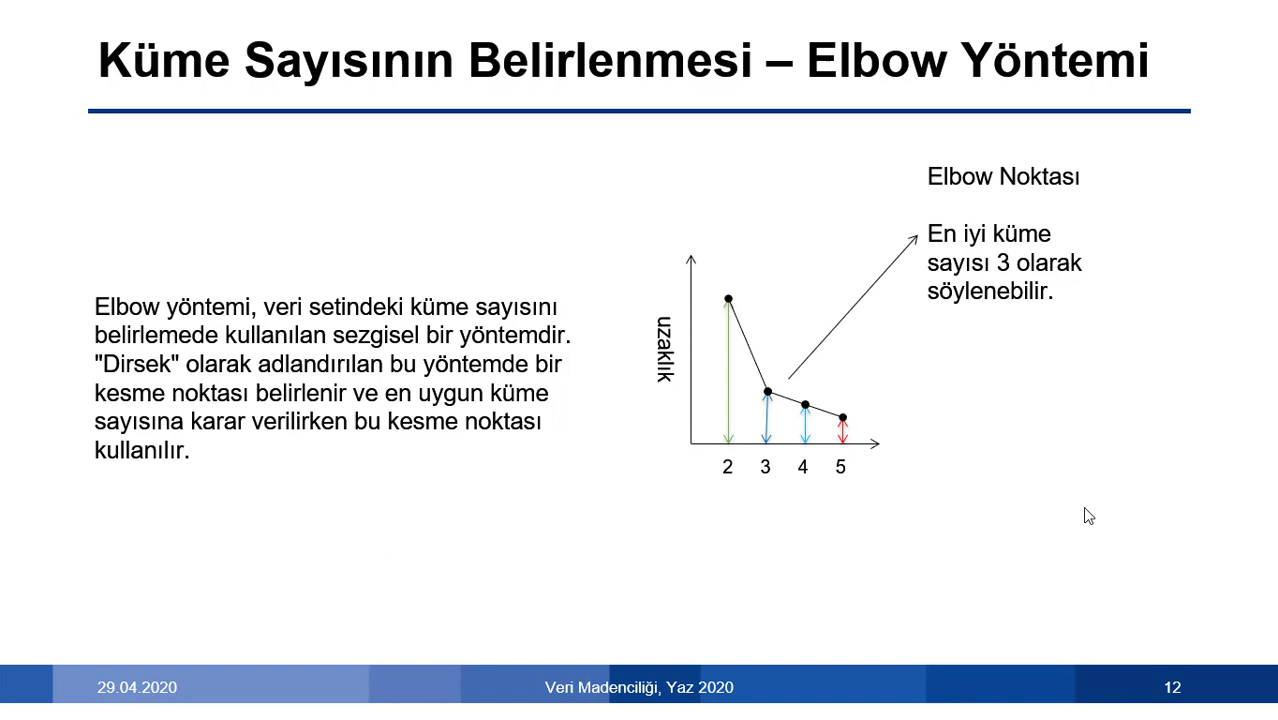 Küme Sayısının Belirlenmesi – Elbow Yöntemi
Elbow yöntemi, veri setindeki küme sayısını
belirlemede kullanılan sezgisel bir yöntemdir.
"Dirsek" olarak adlandırılan bu yöntemde bir
kesme noktası belirlenir ve en uygun küme
sayısına karar verilirken bu kesme noktası
kullanılır.
uzaklık
2 3 4 5
Elbow Noktası
En iyi küme
sayısı 3 olarak
söylenebilir.
29.04.2020
Veri Madenciliği, Yaz 2020
12